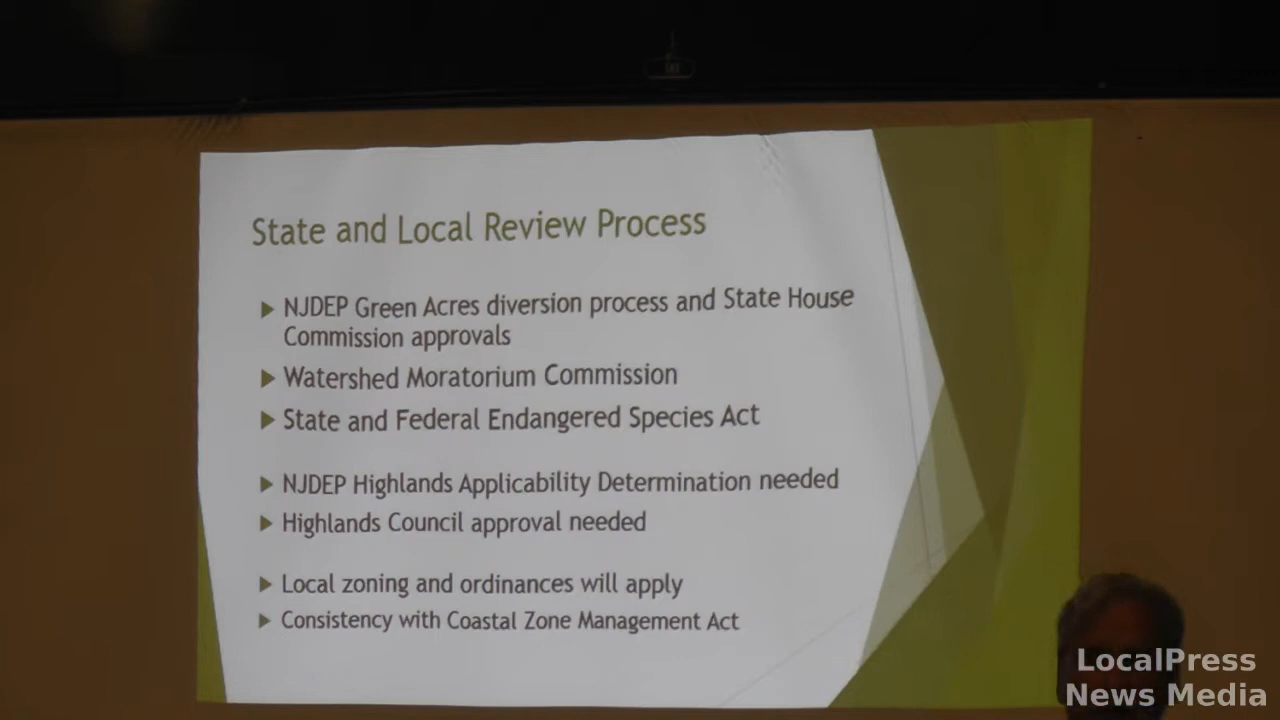 State and Local Review Process
NJDEP Green Acres diversion process and State House
Commission approvals
Watershed Moratorium Commission
State and Federal Endangered Species Act
NJDEP Highlands Applicability Determination needed
Highlands Council approval needed
Local zoning and ordinances will apply
Consistency with Coastal Zone Management Act
LocalPress
News Media